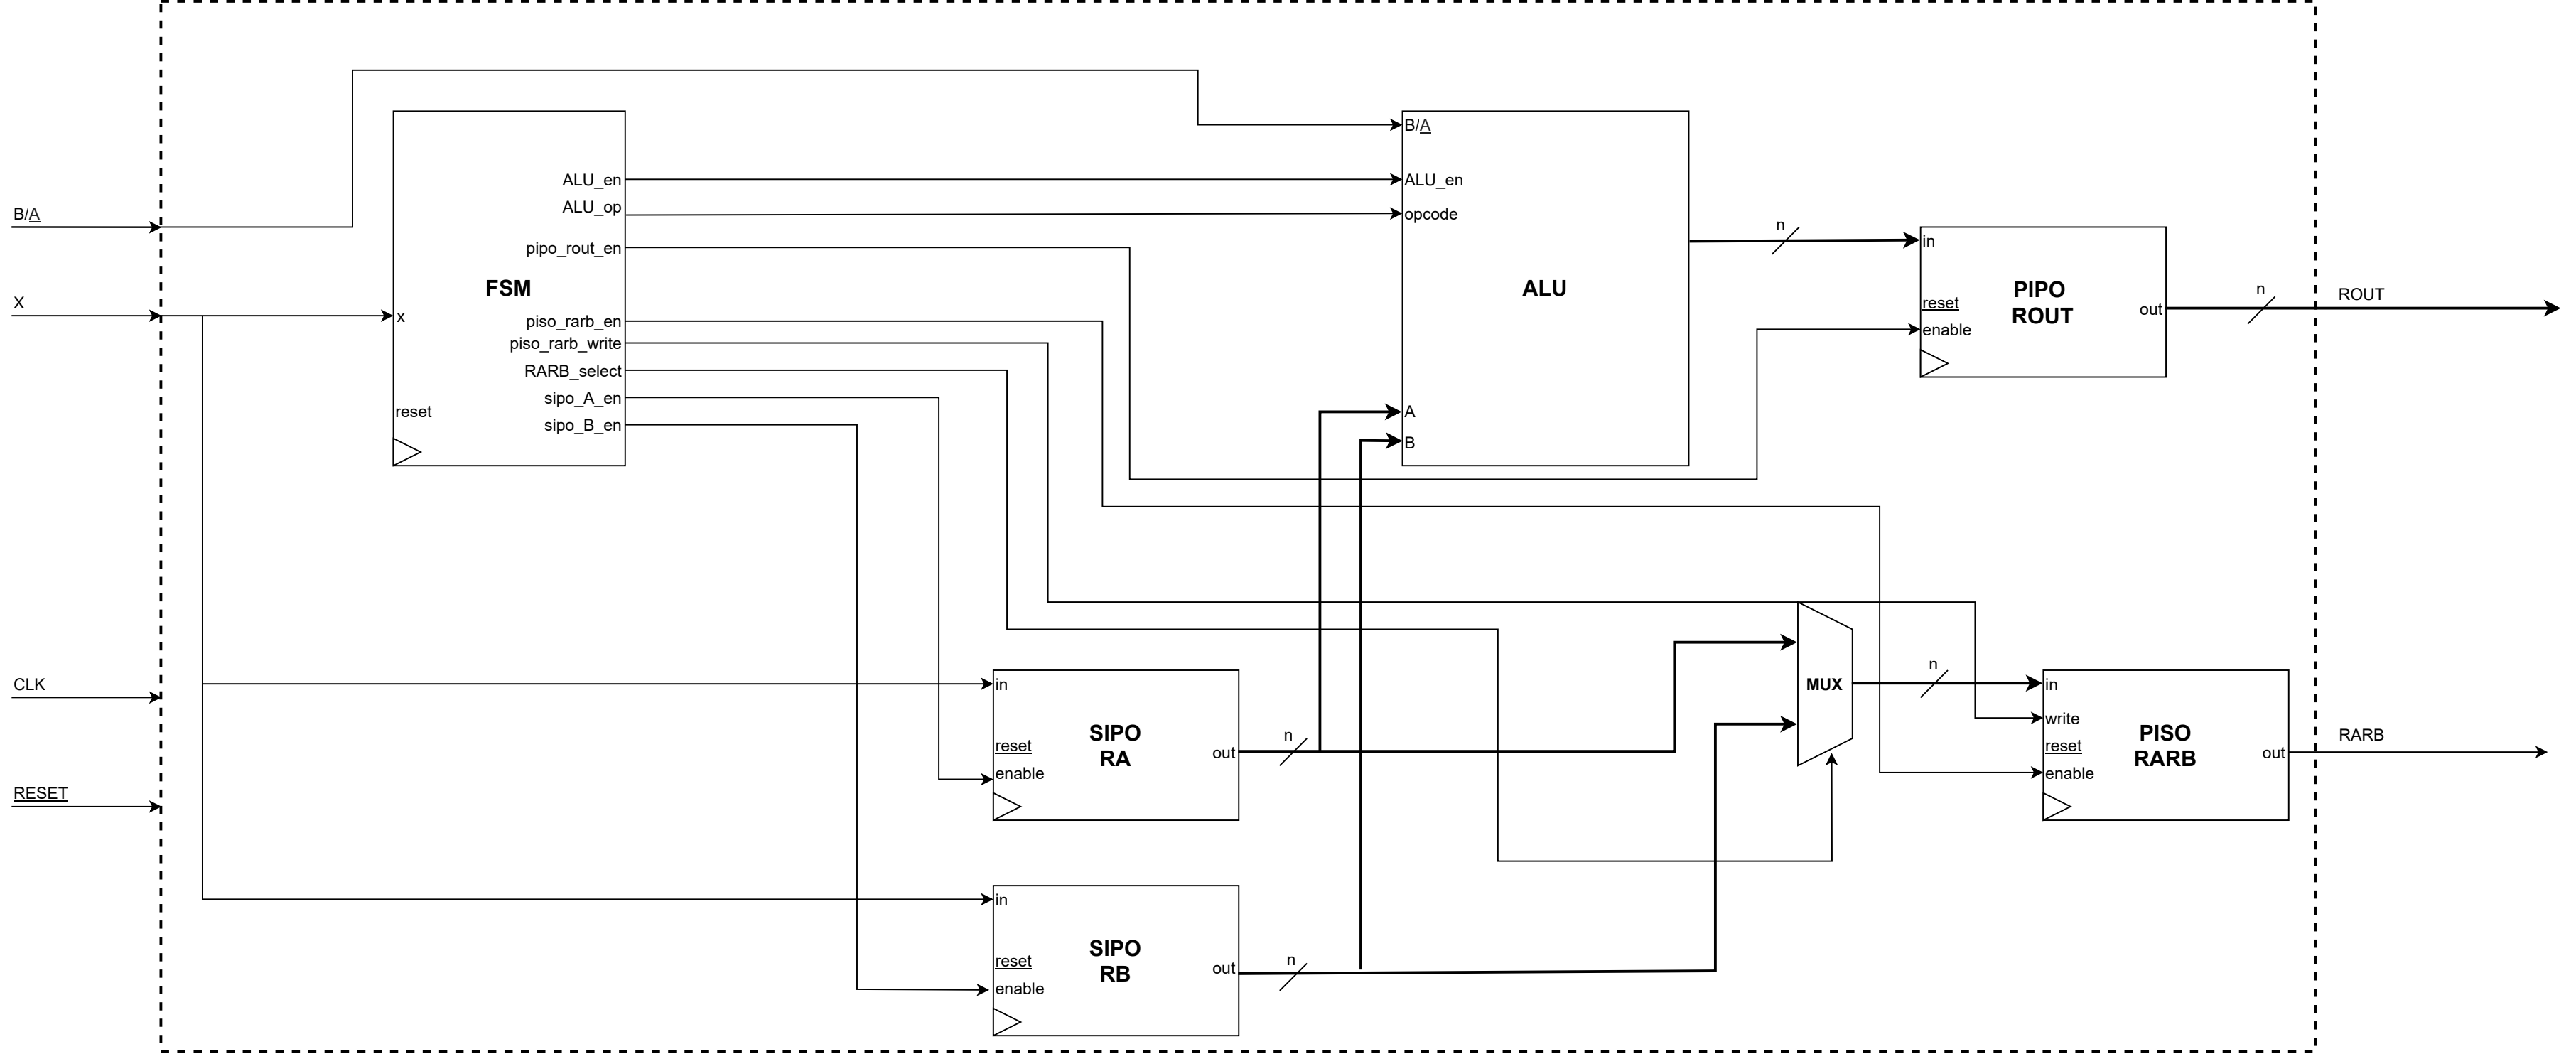 B/A
X
CLK
RESET
FSM
x
reset
ALU_en
ALU_op
pipo_rout_en
piso_rarb_en
piso_rarb_write
RARB_select
sipo_A_en
sipo_B_en
ALU
B/A
ALU_en
opcode
A
B
n
PIPO
ROUT
in
reset
enable
out
n
ROUT
SIPO
RA
in
reset
enable
out
n
SIPO
RB
in
reset
enable
out
n
MUX
n
PISO
RARB
in
write
reset
enable
out
RARB